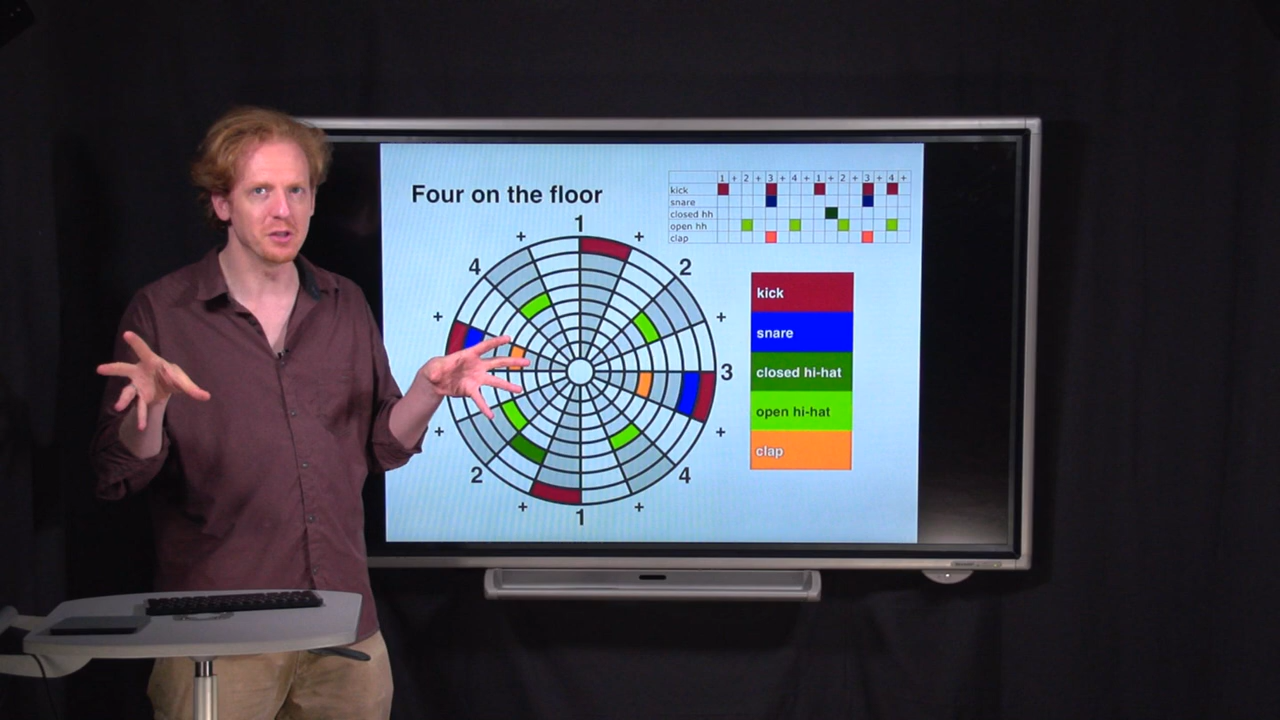 Four on the floor
1 + 2 + 3 + 4 + 1 + 2 + 3 + 4 +
kick
snare
closed hh
open hh
clap
1
+ +
4 2
+ +
3
+ +
2 4
+ +
1
kick
snare
closed hi-hat
open hi-hat
clap